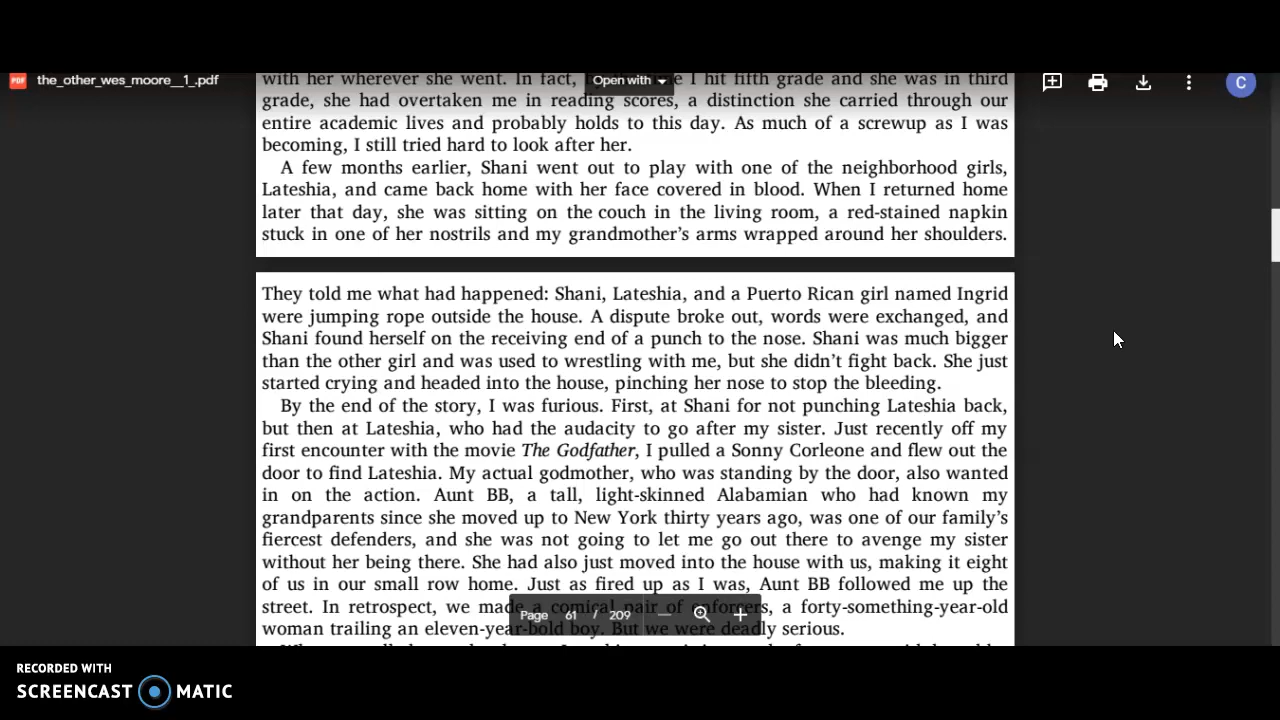 the_other_wes_moore__1_.pdf
Open with
C
with her wherever she went. In fact, I hit fifth grade and she was in third
grade, she had overtaken me in reading scores, a distinction she carried through our
entire academic lives and probably holds to this day. As much of a screwup as I was
becoming, I still tried hard to look after her.
A few months earlier, Shani went out to play with one of the neighborhood girls,
Lateshia, and came back home with her face covered in blood. When I returned home
later that day, she was sitting on the couch in the living room, a red-stained napkin
stuck in one of her nostrils and my grandmother's arms wrapped around her shoulders.
They told me what had happened: Shani, Lateshia, and a Puerto Rican girl named Ingrid
were jumping rope outside the house. A dispute broke out, words were exchanged, and
Shani found herself on the receiving end of a punch to the nose. Shani was much bigger
than the other girl and was used to wrestling with me, but she didn't fight back. She just
started crying and headed into the house, pinching her nose to stop the bleeding.
By the end of the story, I was furious. First, at Shani for not punching Lateshia back,
but then at Lateshia, who had the audacity to go after my sister. Just recently off my
first encounter with the movie The Godfather, I pulled a Sonny Corleone and flew out the
door to find Lateshia. My actual godmother, who was standing by the door, also wanted
in on the action. Aunt BB, a tall, light-skinned Alabamian who had known my
grandparents since she moved up to New York thirty years ago, was one of our family's
fiercest defenders, and she was not going to let me go out there to avenge my sister
without her being there. She had also just moved into the house with us, making it eight
of us in our small row home. Just as fired up as I was, Aunt BB followed me up the
street. In retrospect, we made a comical pair of enforcers, a forty-something-year-old
woman trailing an eleven-year-bold boy. But we were deadly serious.
Page 61 / 209
RECORDED WITH
SCREENCAST MATIC